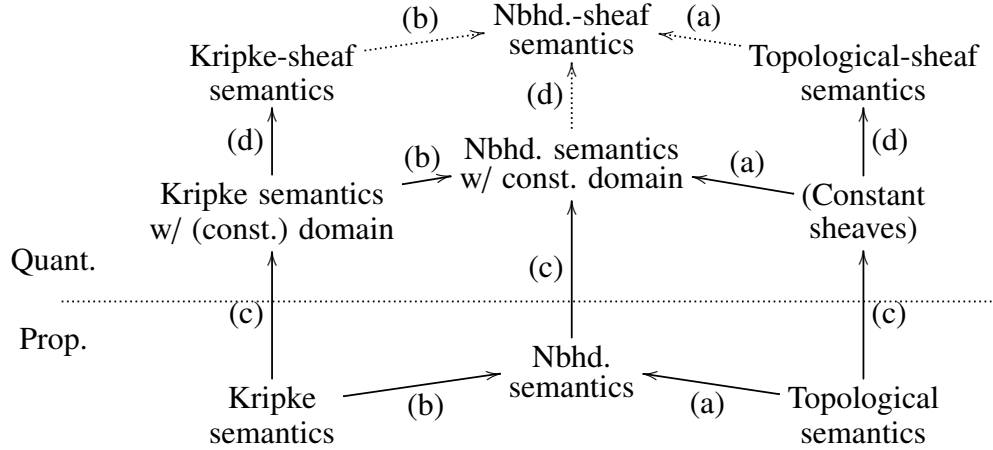 (b)
Nbhd.-sheaf
semantics
(a)
Kripke-sheaf
semantics
Topological-sheaf
semantics
(d)
(d)
(d)
Nbhd. semantics
w/ const. domain
(b)
(a)
Kripke semantics
w/ (const.) domain
(Constant
sheaves)
Quant.
(c)
(c)
(c)
Prop.
Nbhd.
semantics
Kripke
semantics
(b)
(a)
Topological
semantics